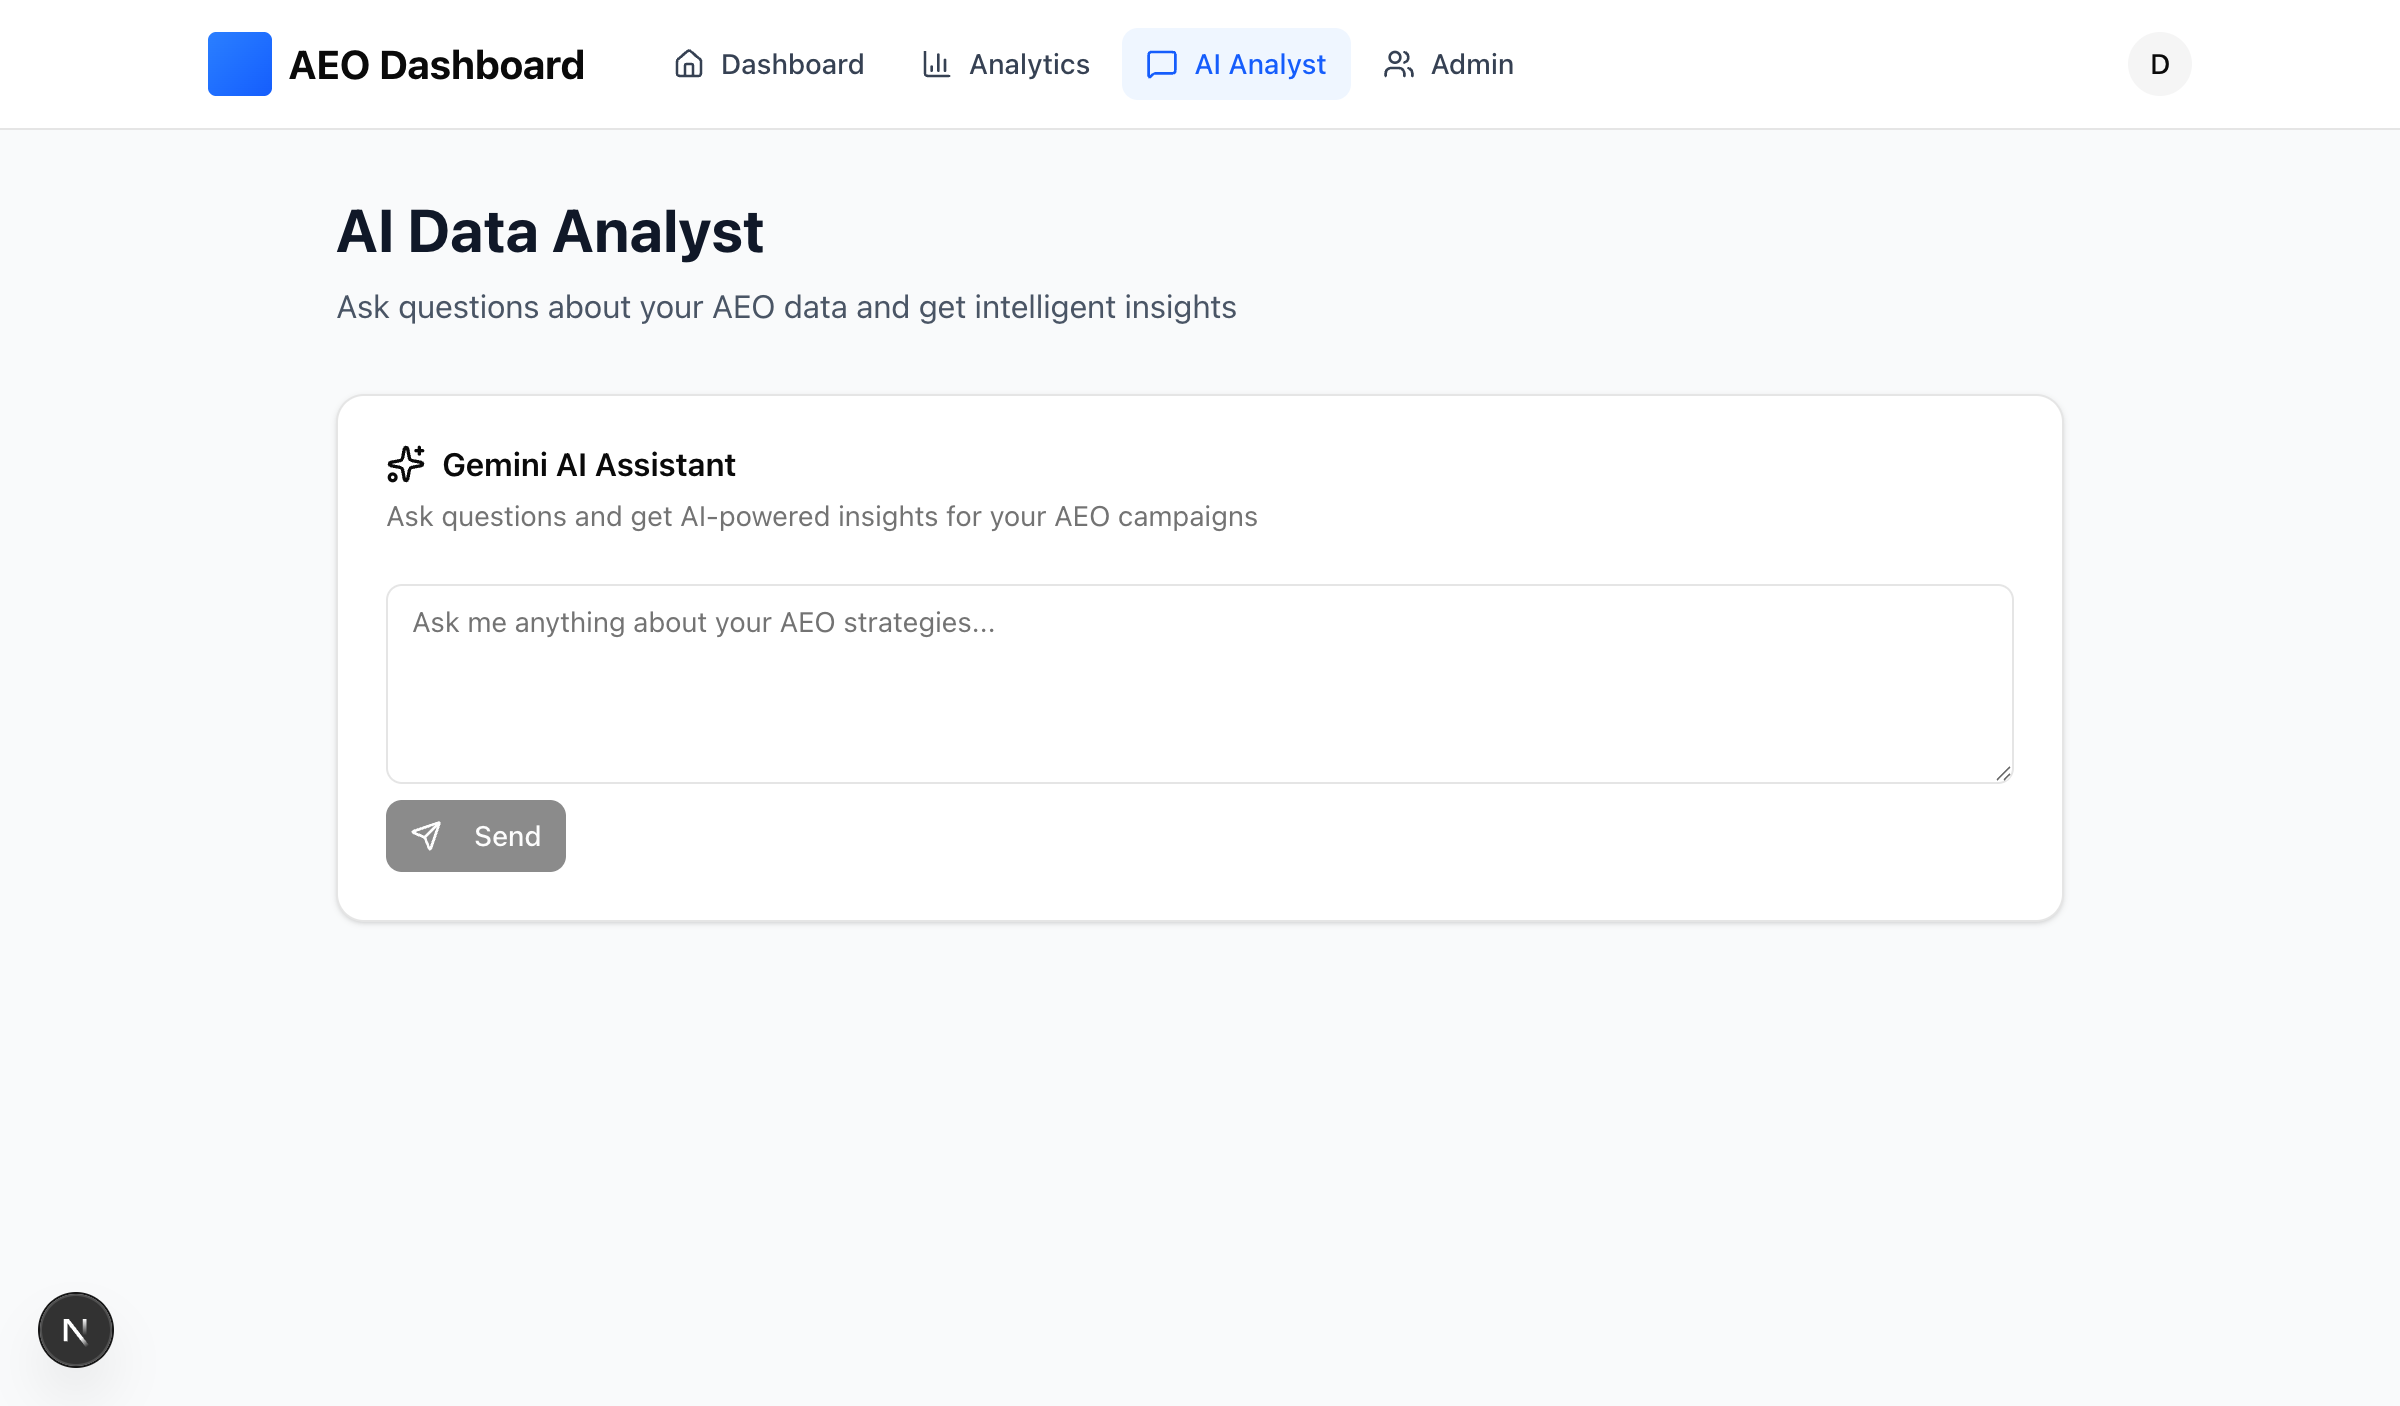 AEO Dashboard
Dashboard
Analytics
AI Analyst
Admin
D
AI Data Analyst
Ask questions about your AEO data and get intelligent insights
Gemini AI Assistant
Ask questions and get AI-powered insights for your AEO campaigns
Ask me anything about your AEO strategies...
Send
N